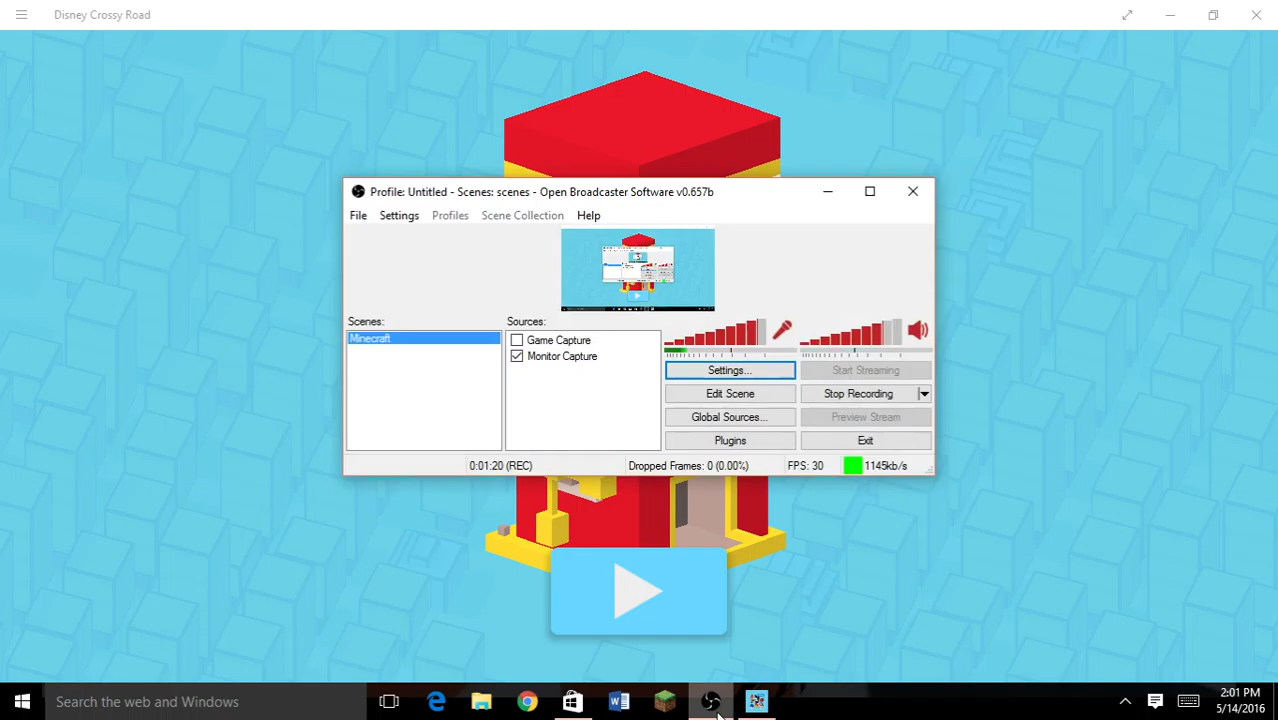 Disney Crossy Road
Profile: Untitled - Scenes: scenes - Open Broadcaster Software v0.657b
File Settings Profiles Scene Collection Help
Scenes:
Minecraft
Sources:
Game Capture
Monitor Capture
Settings... Start Streaming
Edit Scene Stop Recording
Global Sources... Preview Stream
Plugins Exit
0:01:20 (REC) Dropped Frames: 0 (0.00%) FPS: 30 1145kb/s
Search the web and Windows
2:01 PM
5/14/2016